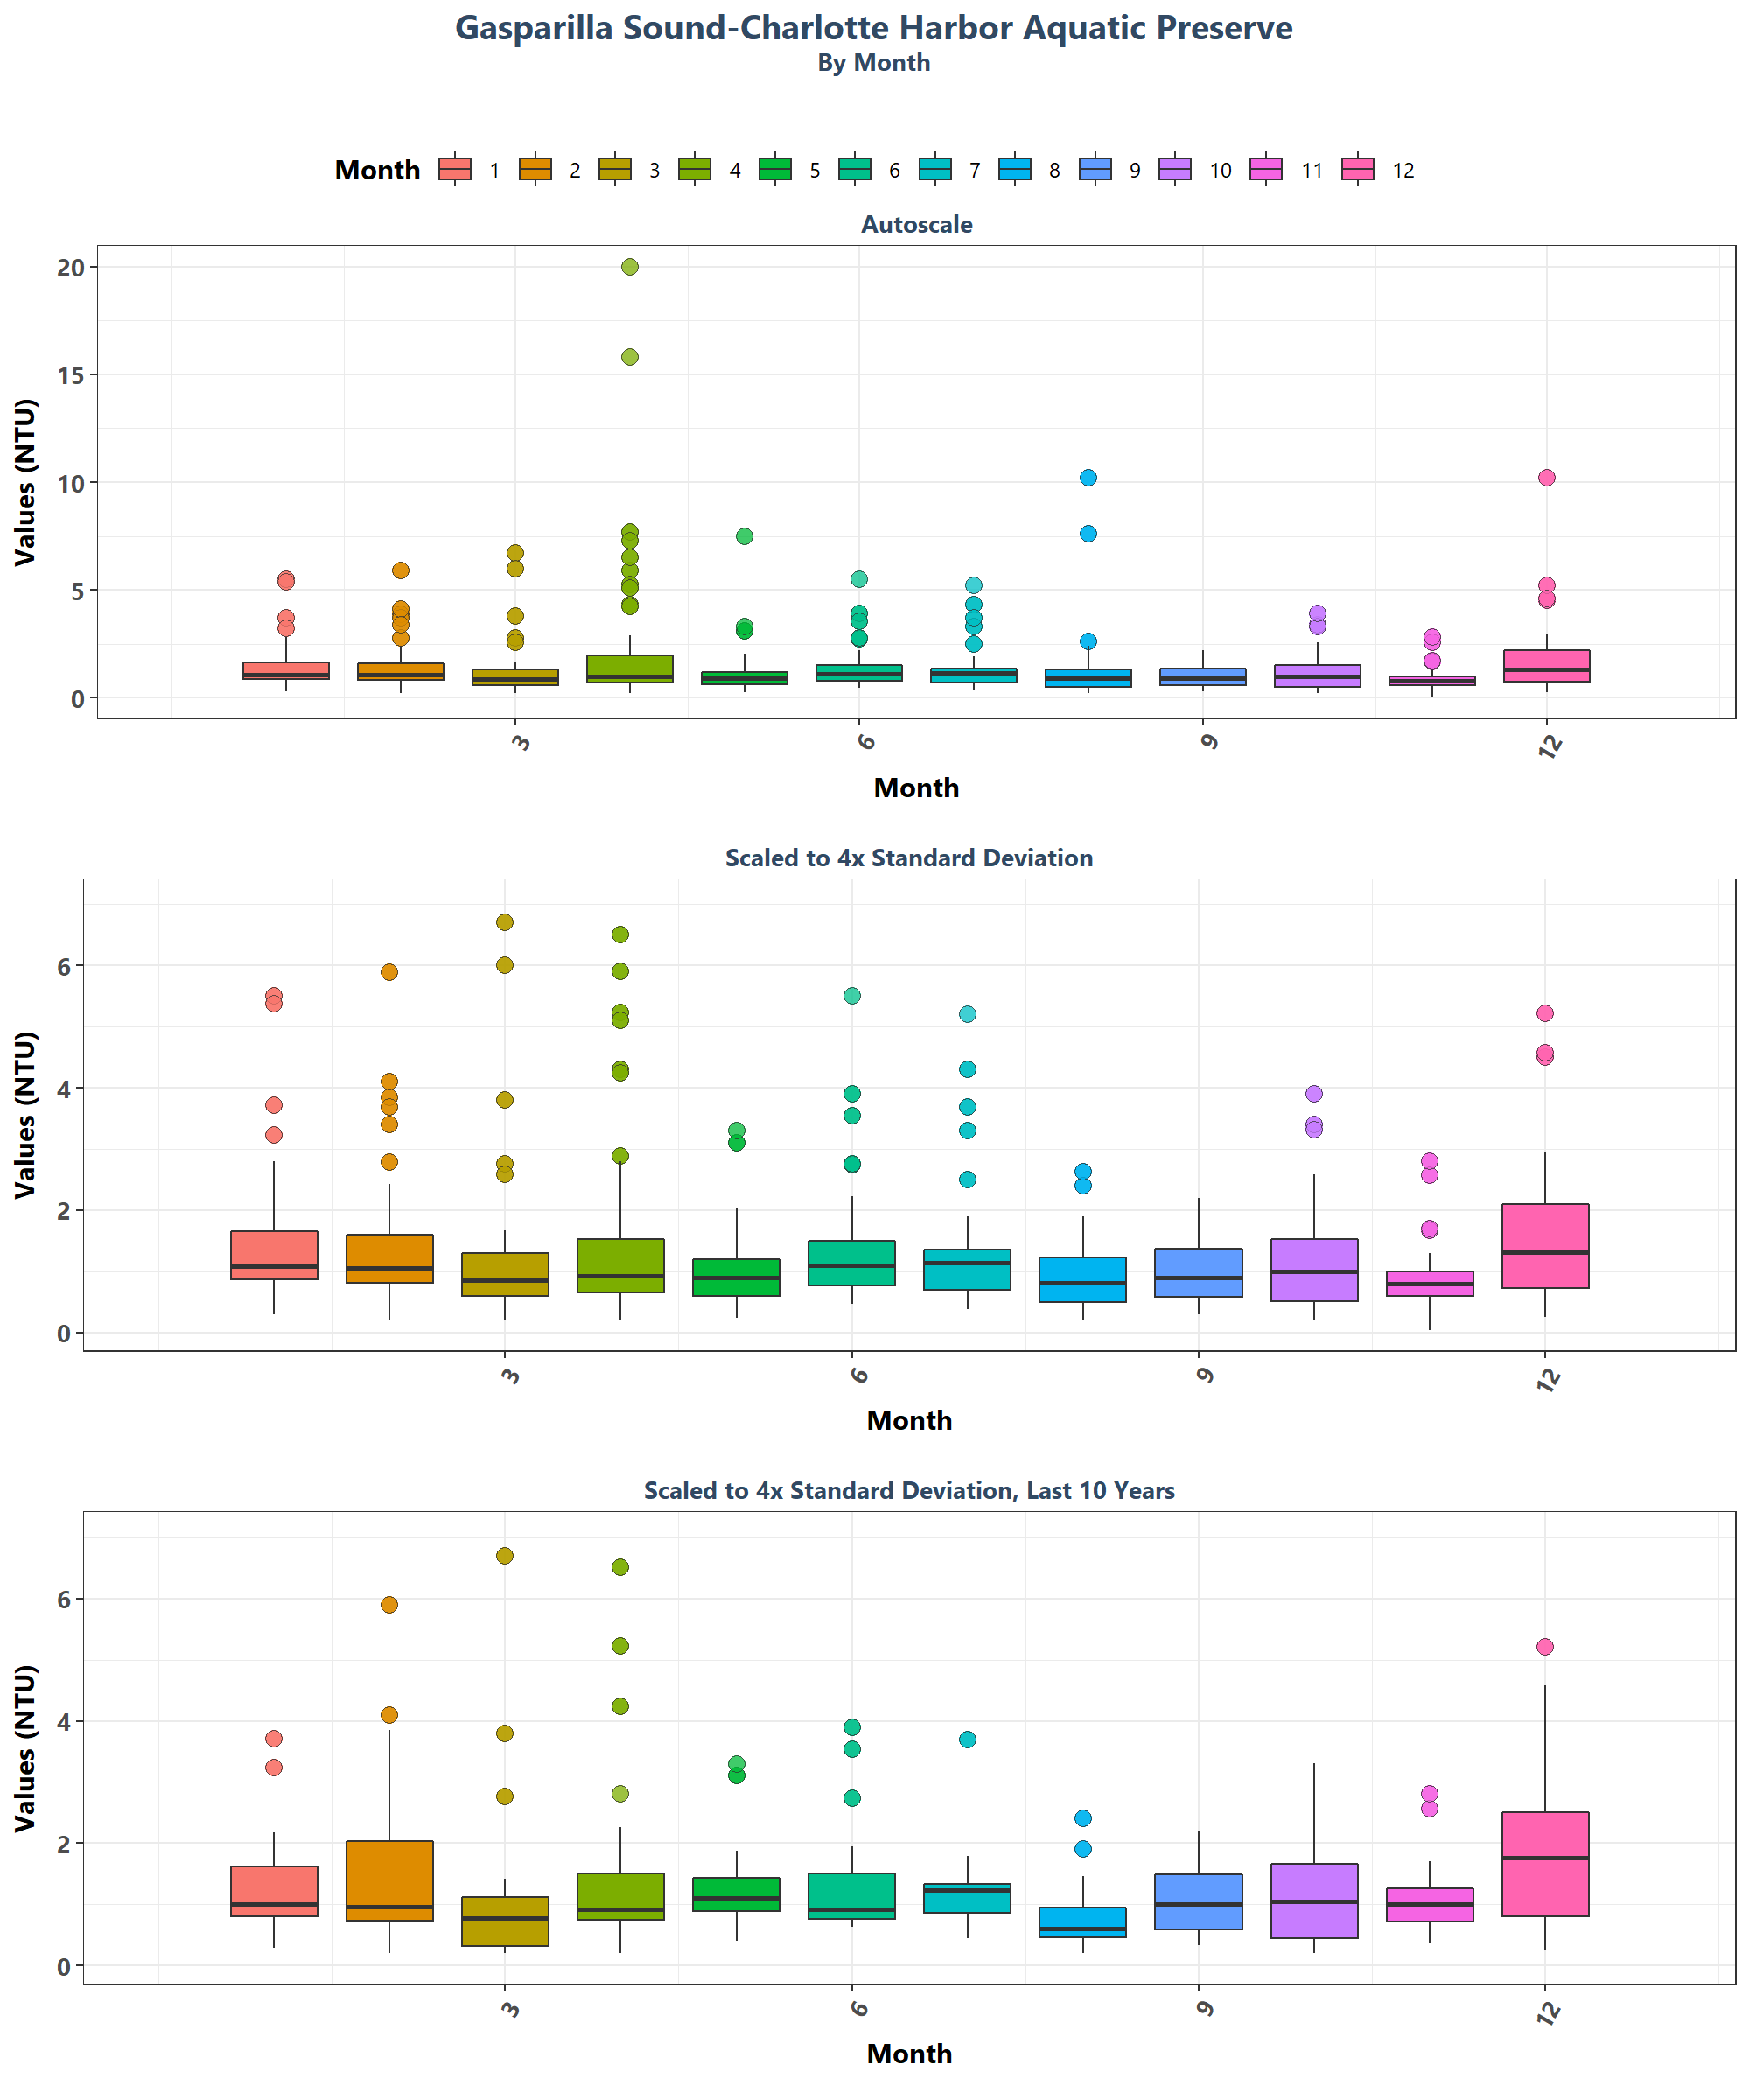 Gasparilla Sound-Charlotte Harbor Aquatic Preserve
By Month
Month 1 2 3 4 5 6 7 8 9 10 11 12
Autoscale
Values (NTU)
20
15
10
5
0
3 6 9 12
Month
Scaled to 4x Standard Deviation
Values (NTU)
6
4
2
0
3 6 9 12
Month
Scaled to 4x Standard Deviation, Last 10 Years
Values (NTU)
6
4
2
0
3 6 9 12
Month